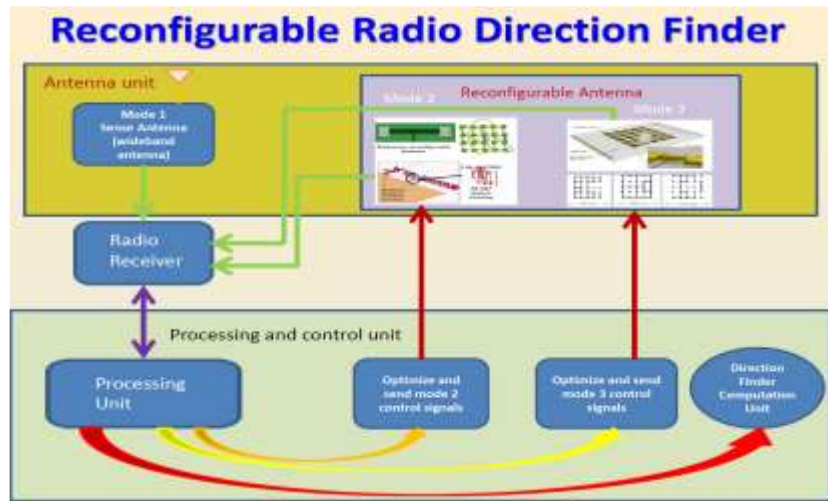 Reconfigurable Radio Direction Finder
Antenna unit
Mode 1
Sense Antenna
(wideband
antenna)
Mode 2
Reconfigurable Antenna
Mode 3
Radio
Receiver
Processing and control unit
Processing
Unit
Optimize and
send mode 2
control signals
Optimize and send
mode 3 control
signals
Direction
Finder
Computation
Unit